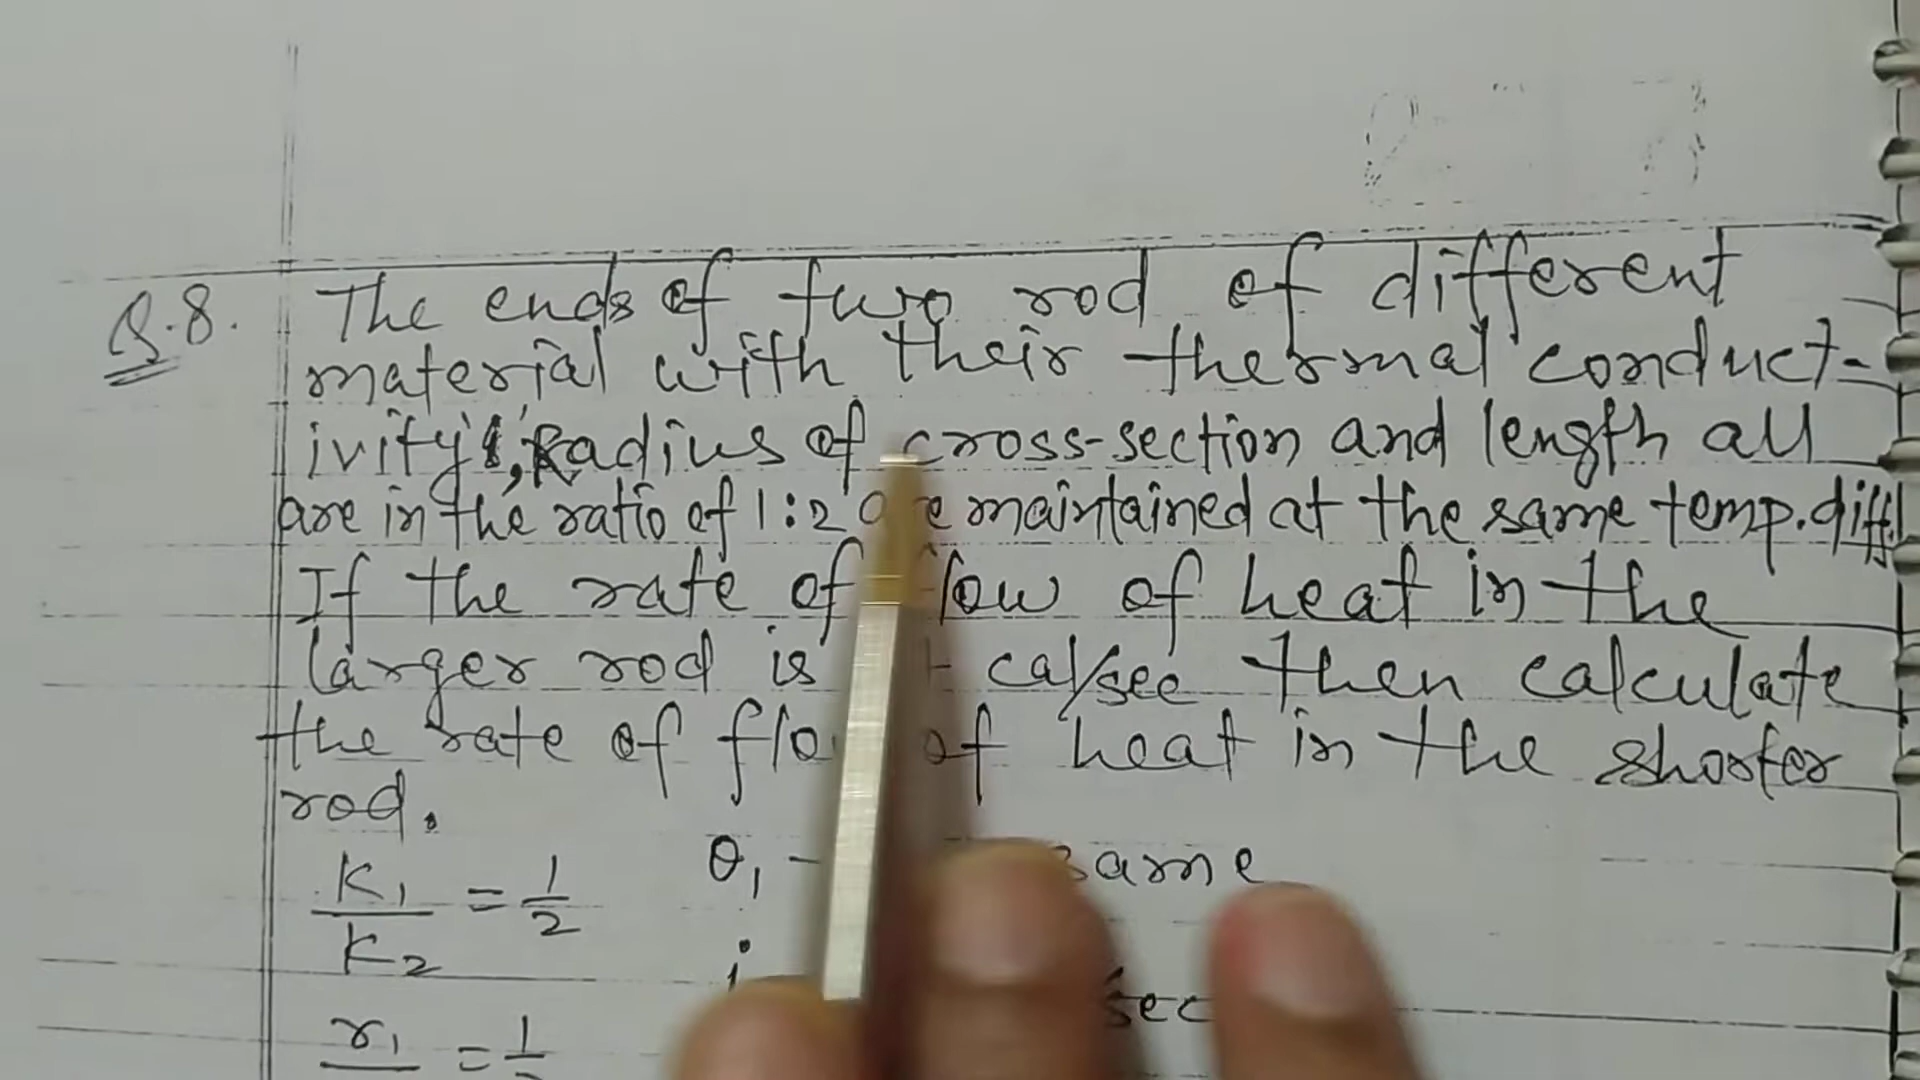 Q.8. The ends of two rod of different
material with their thermal conduct-
ivity, Radius of cross-section and length all
are in the ratio of 1:2 are maintained at the same temp. diff.
If the rate of flow of heat in the
larger rod is cal/sec then calculate
the rate of flow of heat in the shorter
rod.
K1/K2 = 1/2 θ1 - same
sec
r1 = 1